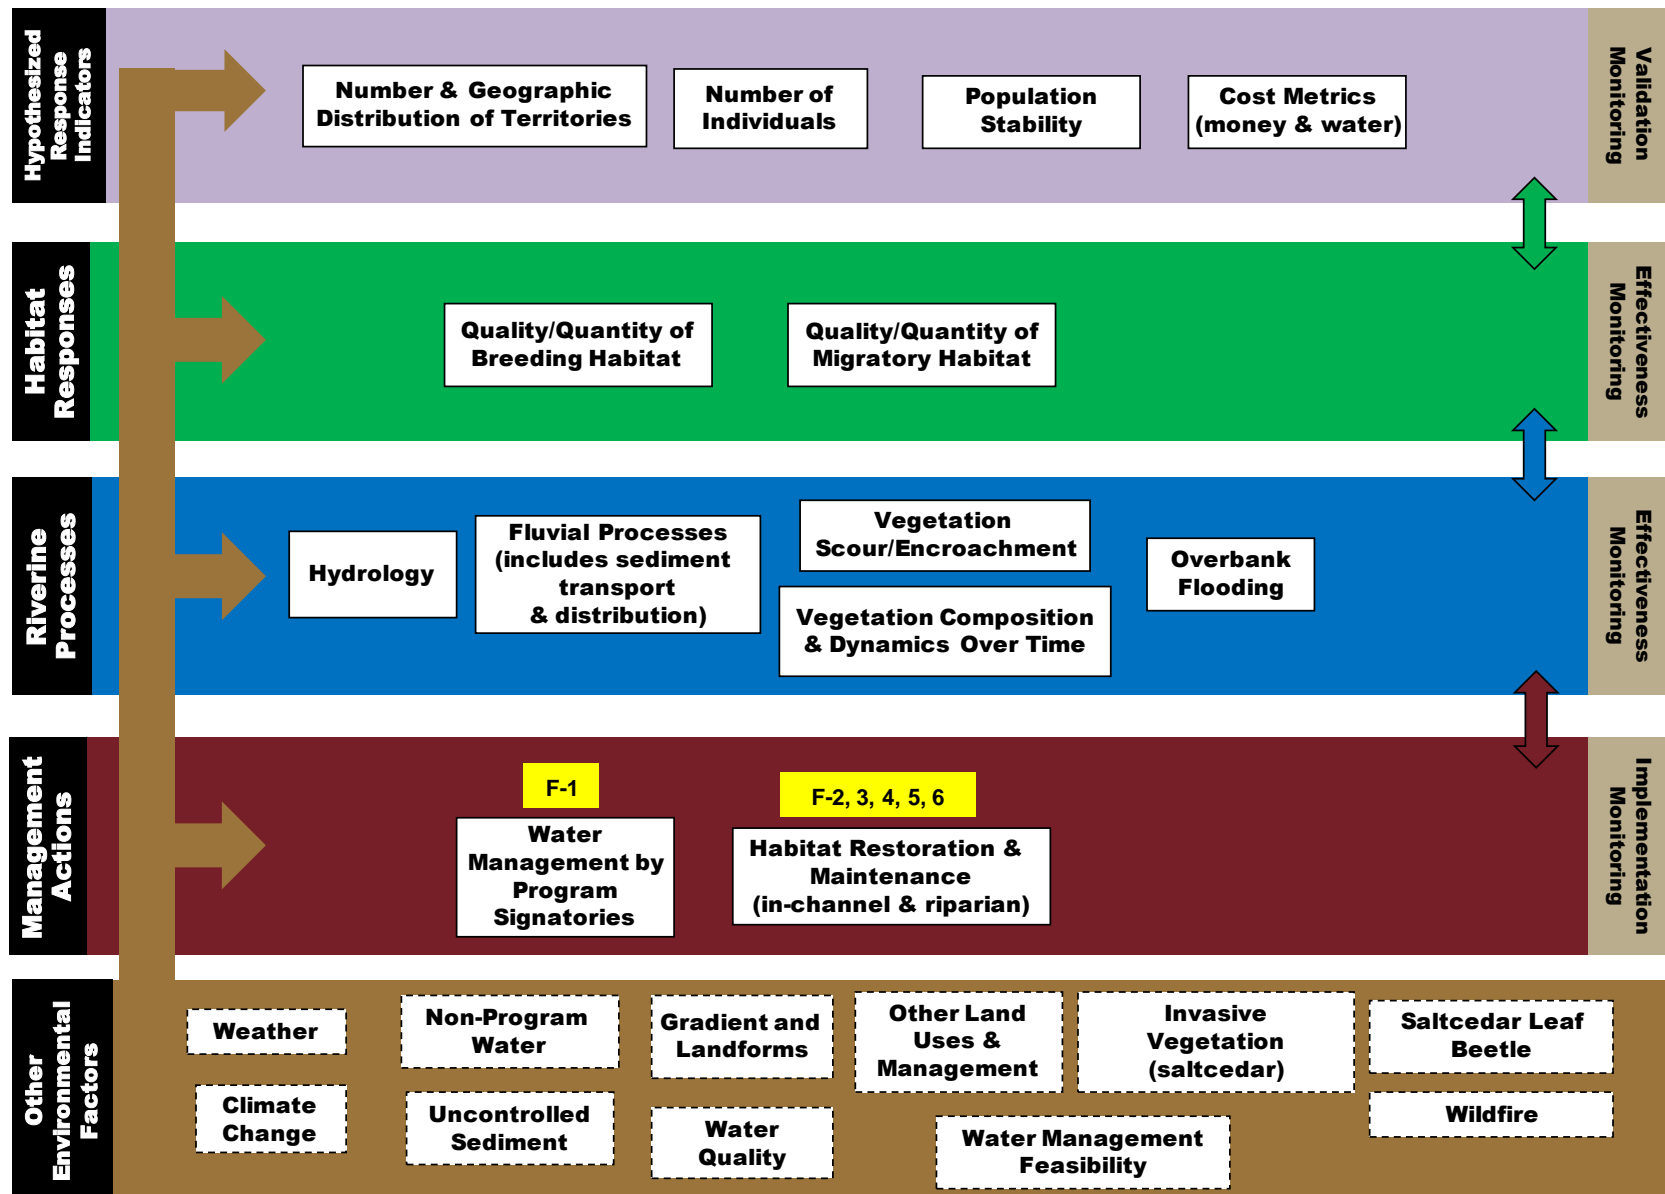 Hypothesized
Response
Indicators
Number & Geographic
Distribution of Territories
Number of
Individuals
Population
Stability
Cost Metrics
(money & water)
Validation
Monitoring
Habitat
Responses
Quality/Quantity of
Breeding Habitat
Quality/Quantity of
Migratory Habitat
Effectiveness
Monitoring
Riverine
Processes
Hydrology
Fluvial Processes
(includes sediment
transport
& distribution)
Vegetation
Scour/Encroachment
Vegetation Composition
& Dynamics Over Time
Overbank
Flooding
Effectiveness
Monitoring
Management
Actions
F-1
Water
Management by
Program
Signatories
F-2, 3, 4, 5, 6
Habitat Restoration &
Maintenance
(in-channel & riparian)
Implementation
Monitoring
Other
Environmental
Factors
Weather
Non-Program
Water
Gradient and
Landforms
Other Land
Uses &
Management
Invasive
Vegetation
(saltcedar)
Saltcedar Leaf
Beetle
Climate
Change
Uncontrolled
Sediment
Water
Quality
Water Management
Feasibility
Wildfire